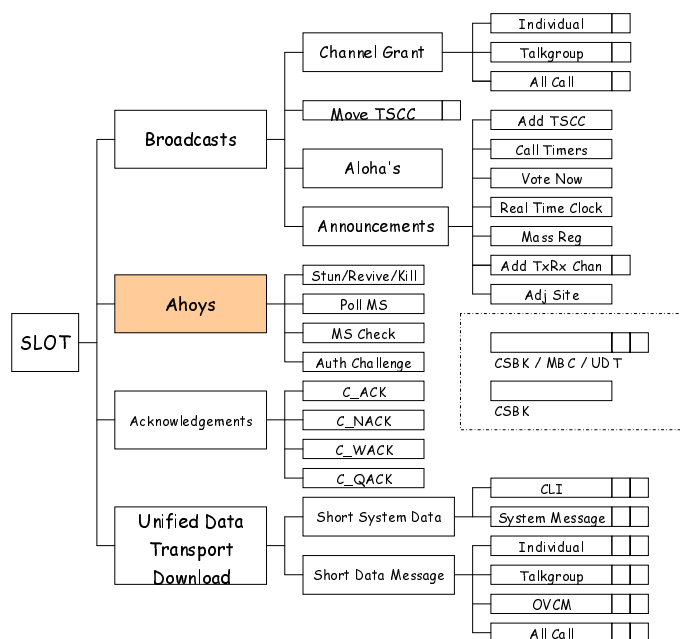 Individual
Channel Grant
Talkgroup
All Call
Move TSCC
Add TSCC
Broadcasts
Call Timers
Aloha's
Vote Now
Real Time Clock
Announcements
Mass Reg
Add TxRx Chan
Stun/Revive/Kill
Ahoys
Poll MS
Adj Site
MS Check
SLOT
Auth Challenge
CSBK / MBC / UDT
C_ACK
CSBK
Acknowledgements
C_NACK
C_WACK
C_QACK
CLI
Unified Data
Transport
Download
Short System Data
System Message
Individual
Short Data Message
Talkgroup
OVCM
All Call